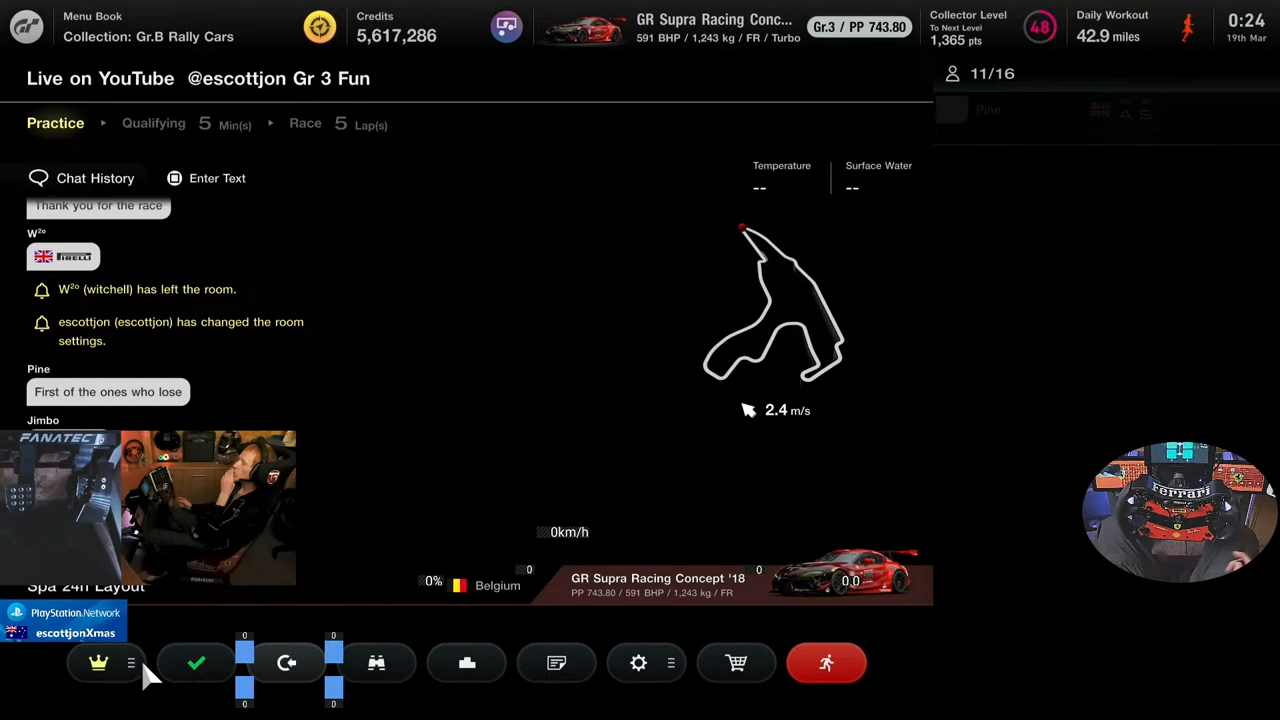 Menu Book
Collection: Gr.B Rally Cars
Credits
5,617,286
GR Supra Racing Conc...
591 BHP / 1,243 kg / FR / Turbo
Gr.3 / PP 743.80
Collector Level
To Next Level
1,365 pts
48
Daily Workout
42.9 miles
0:24
19th Mar
Live on YouTube @escottjon Gr 3 Fun
11/16
Practice
Qualifying 5 Min(s)
Race 5 Lap(s)
Pine
Chat History
Enter Text
Temperature
--
Surface Water
--
Thank you for the race
W²º
PIRELLI
W²º (witchell) has left the room.
escottjon (escottjon) has changed the room
settings.
Pine
First of the ones who lose
Jimbo
2.4 m/s
FANATEC
Ferrari
0km/h
0%
0
Belgium
GR Supra Racing Concept '18
PP 743.80 / 591 BHP / 1,243 kg / FR
0
0.0
Spa 24h Layout
PlayStation Network
escottjonXmas
0
0
0
0